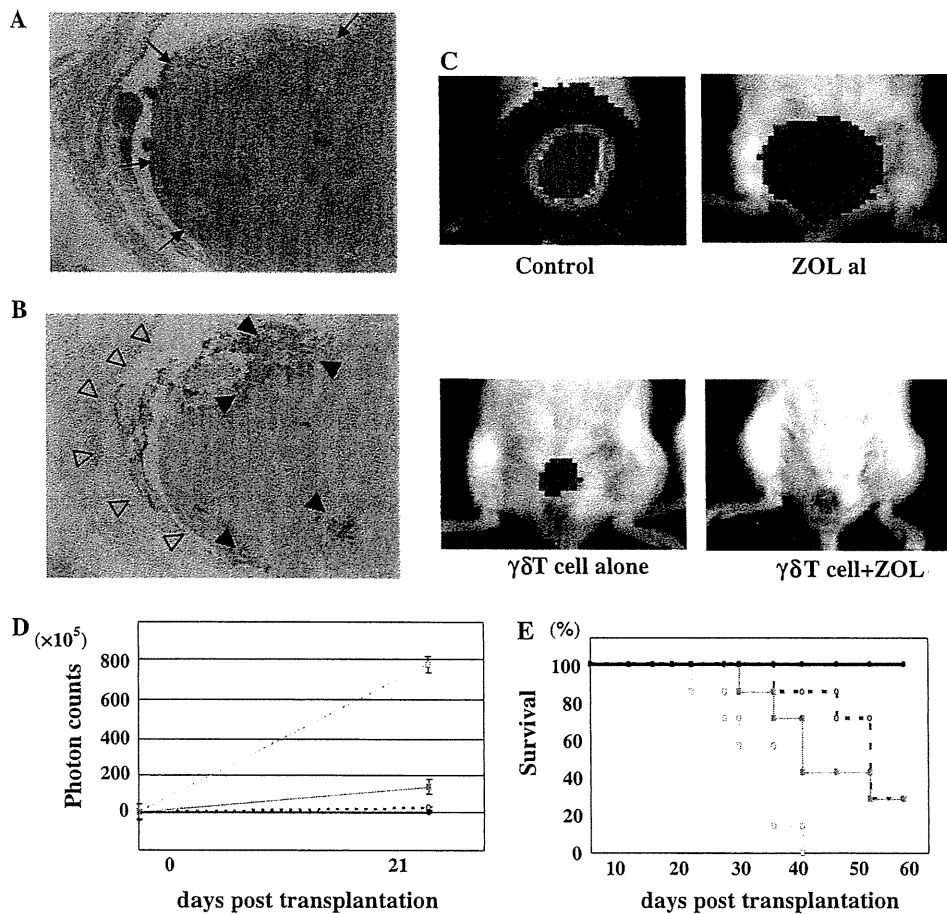 A
C
Control
ZOL al
B
γδT cell alone
γδT cell+ZOL
D
(×10⁵)
Photon counts
800
600
400
200
0
0
21
days post transplantation
E
(%)
Survival
100
80
60
40
20
0
10
20
30
40
50
60
days post transplantation